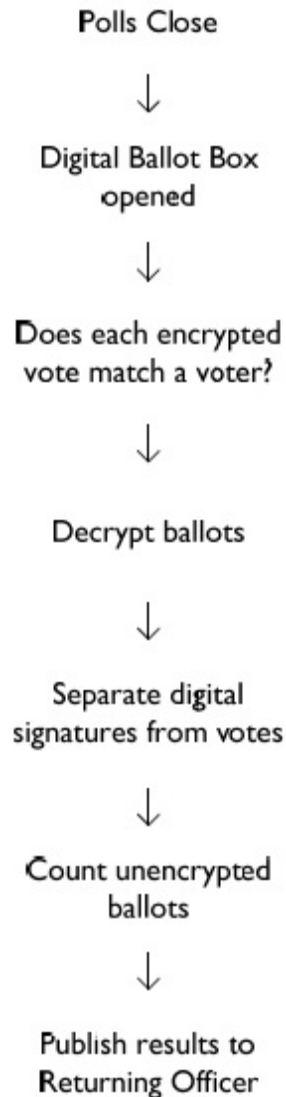 Polls Close
Digital Ballot Box
opened
Does each encrypted
vote match a voter?
Decrypt ballots
Separate digital
signatures from votes
Count unencrypted
ballots
Publish results to
Returning Officer